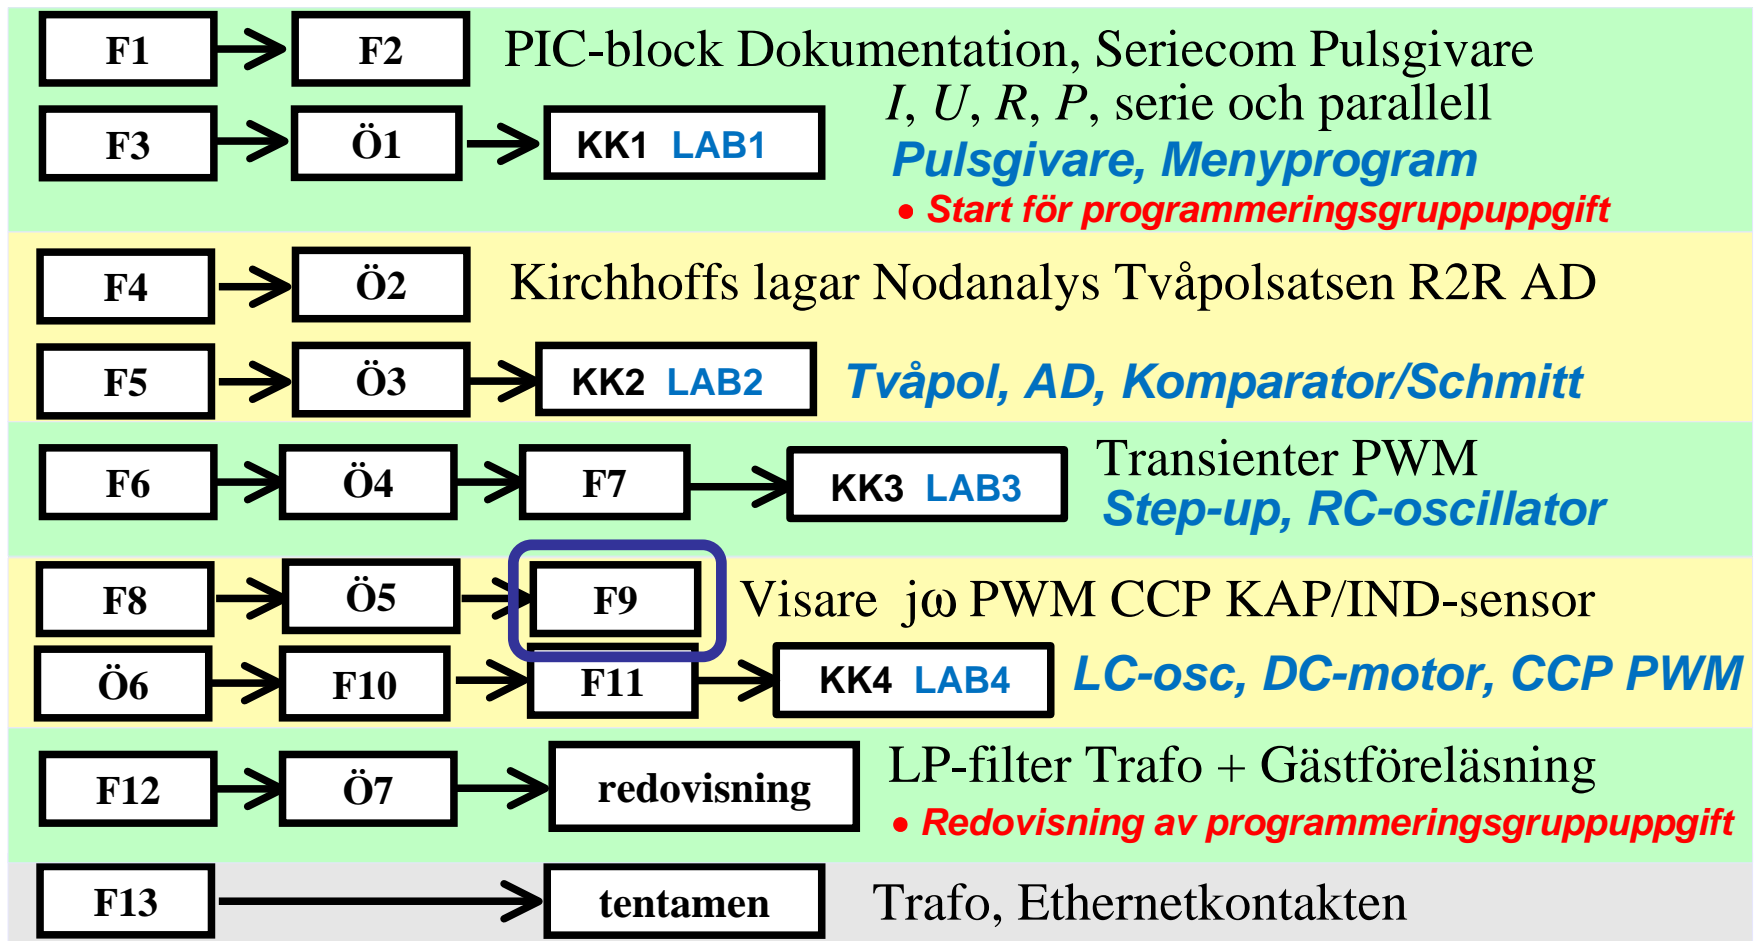 F1 F2 PIC-block Dokumentation, Seriecom Pulsgivare
I, U, R, P, serie och parallell
F3 Ö1 KK1 LAB1 Pulsgivare, Menyprogram
• Start för programmeringsgruppuppgift
F4 Ö2 Kirchhoffs lagar Nodanalys Tvåpolsatsen R2R AD
F5 Ö3 KK2 LAB2 Tvåpol, AD, Komparator/Schmitt
F6 Ö4 F7 KK3 LAB3 Transienter PWM
Step-up, RC-oscillator
F8 Ö5 F9 Visare jω PWM CCP KAP/IND-sensor
Ö6 F10 F11 KK4 LAB4 LC-osc, DC-motor, CCP PWM
F12 Ö7 redovisning LP-filter Trafo + Gästföreläsning
• Redovisning av programmeringsgruppuppgift
F13 tentamen Trafo, Ethernetkontakten